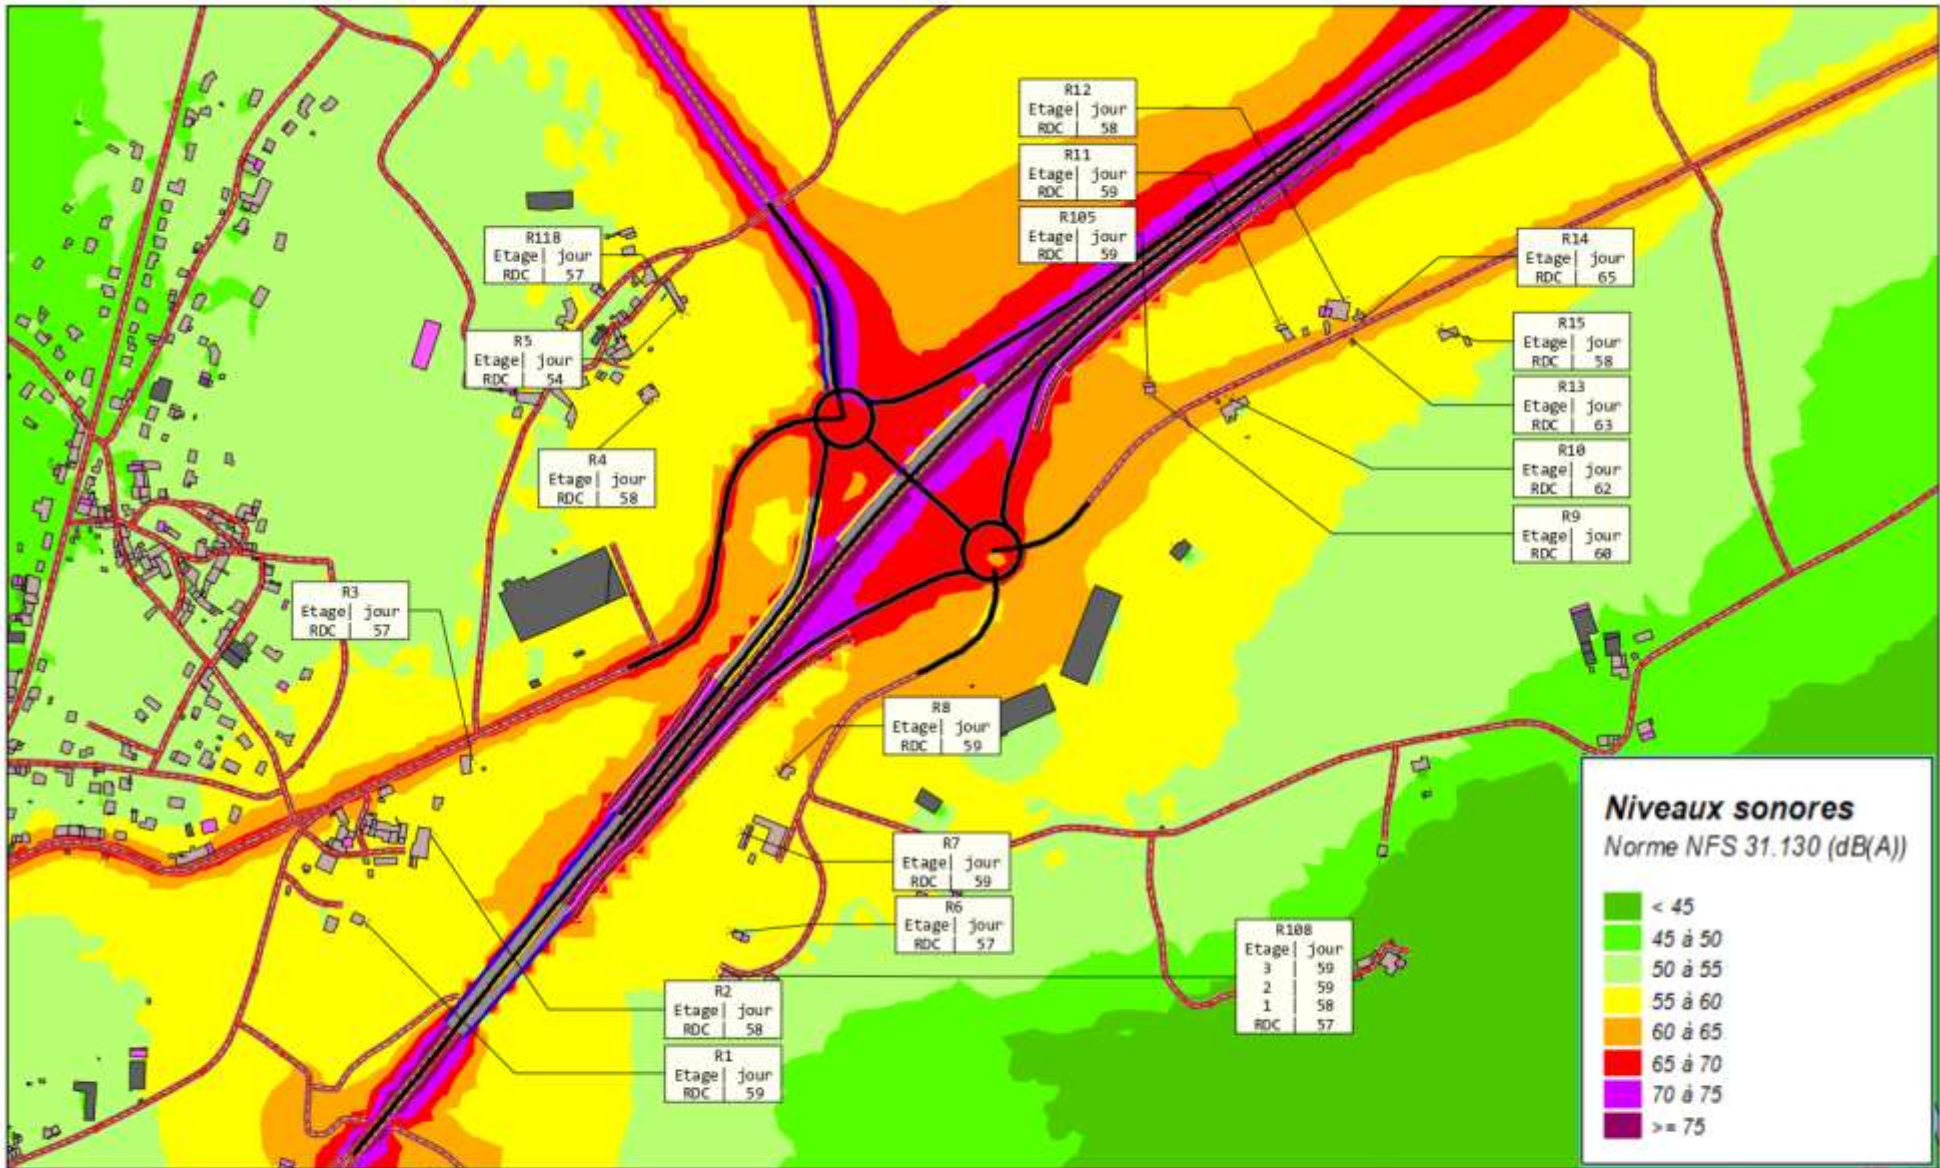 R12
Etage| jour
RDC | 58
R11
Etage| jour
RDC | 59
R105
Etage| jour
RDC | 59
R118
Etage| jour
RDC | 57
R14
Etage| jour
RDC | 65
R5
Etage| jour
RDC | 54
R15
Etage| jour
RDC | 58
R13
Etage| jour
RDC | 63
R4
Etage| jour
RDC | 58
R10
Etage| jour
RDC | 62
R9
Etage| jour
RDC | 60
R3
Etage| jour
RDC | 57
R8
Etage| jour
RDC | 59
R7
Etage| jour
RDC | 59
R6
Etage| jour
RDC | 57
R108
Etage| jour
3 | 59
2 | 59
1 | 58
RDC | 57
R2
Etage| jour
RDC | 58
R1
Etage| jour
RDC | 59
Niveaux sonores
Norme NFS 31.130 (dB(A))
< 45
45 à 50
50 à 55
55 à 60
60 à 65
65 à 70
70 à 75
>= 75